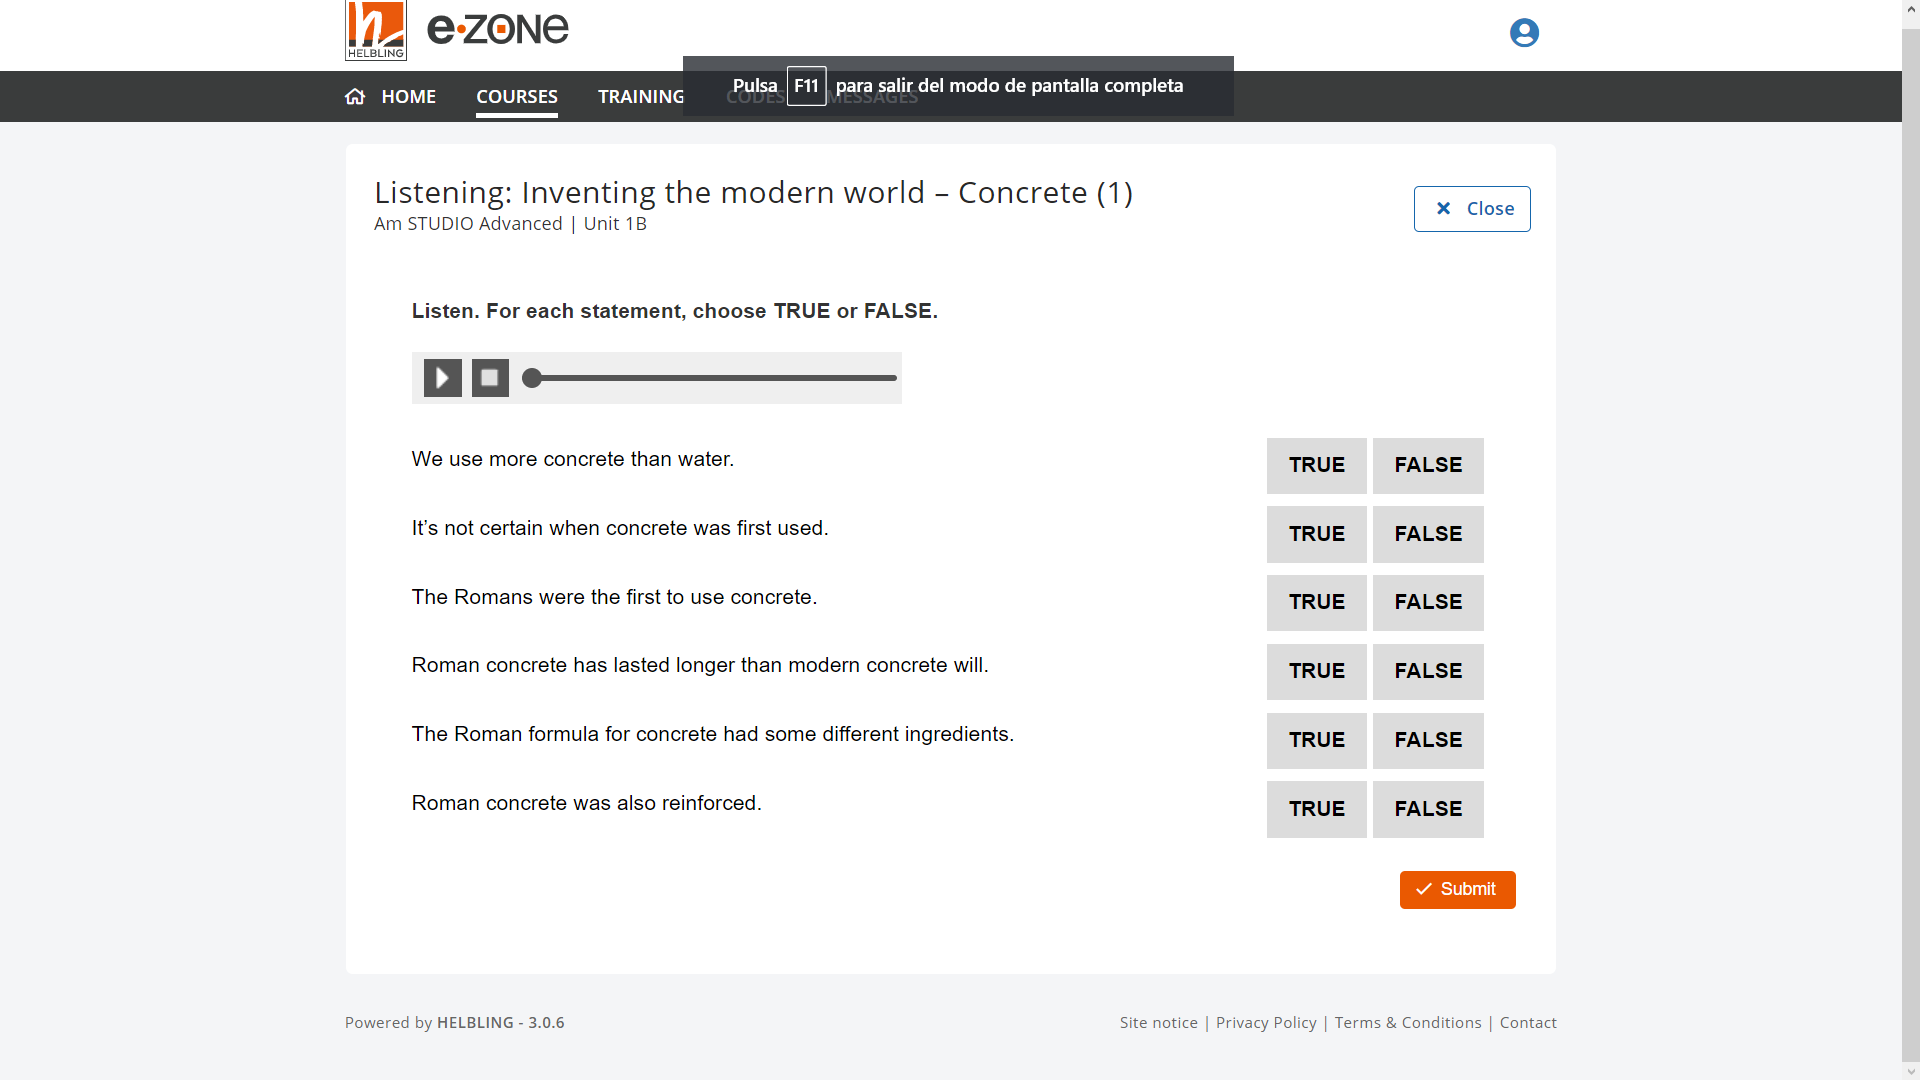 HELBLING
e·zone
HOME COURSES TRAINING CODES MESSAGES
Pulsa F11 para salir del modo de pantalla completa
Listening: Inventing the modern world – Concrete (1)
Am STUDIO Advanced | Unit 1B
Close
Listen. For each statement, choose TRUE or FALSE.
We use more concrete than water. TRUE FALSE
It’s not certain when concrete was first used. TRUE FALSE
The Romans were the first to use concrete. TRUE FALSE
Roman concrete has lasted longer than modern concrete will. TRUE FALSE
The Roman formula for concrete had some different ingredients. TRUE FALSE
Roman concrete was also reinforced. TRUE FALSE
Submit
Powered by HELBLING - 3.0.6
Site notice | Privacy Policy | Terms & Conditions | Contact